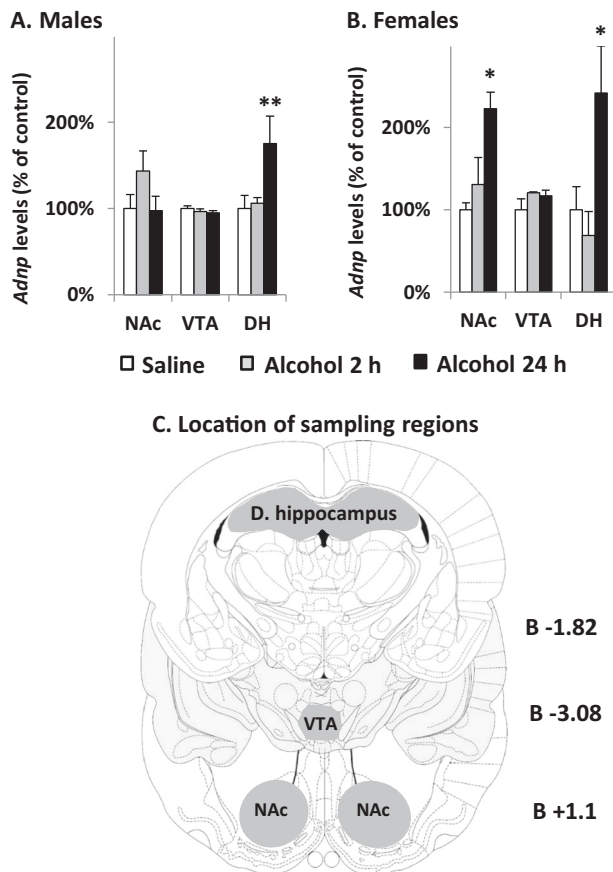 A. Males
Adnp levels (% of control)
200%
100%
0%
**
NAc VTA DH
B. Females
Adnp levels (% of control)
200%
100%
0%
*
*
NAc VTA DH
Saline Alcohol 2 h Alcohol 24 h
C. Location of sampling regions
D. hippocampus
B -1.82
VTA
B -3.08
NAc NAc
B +1.1